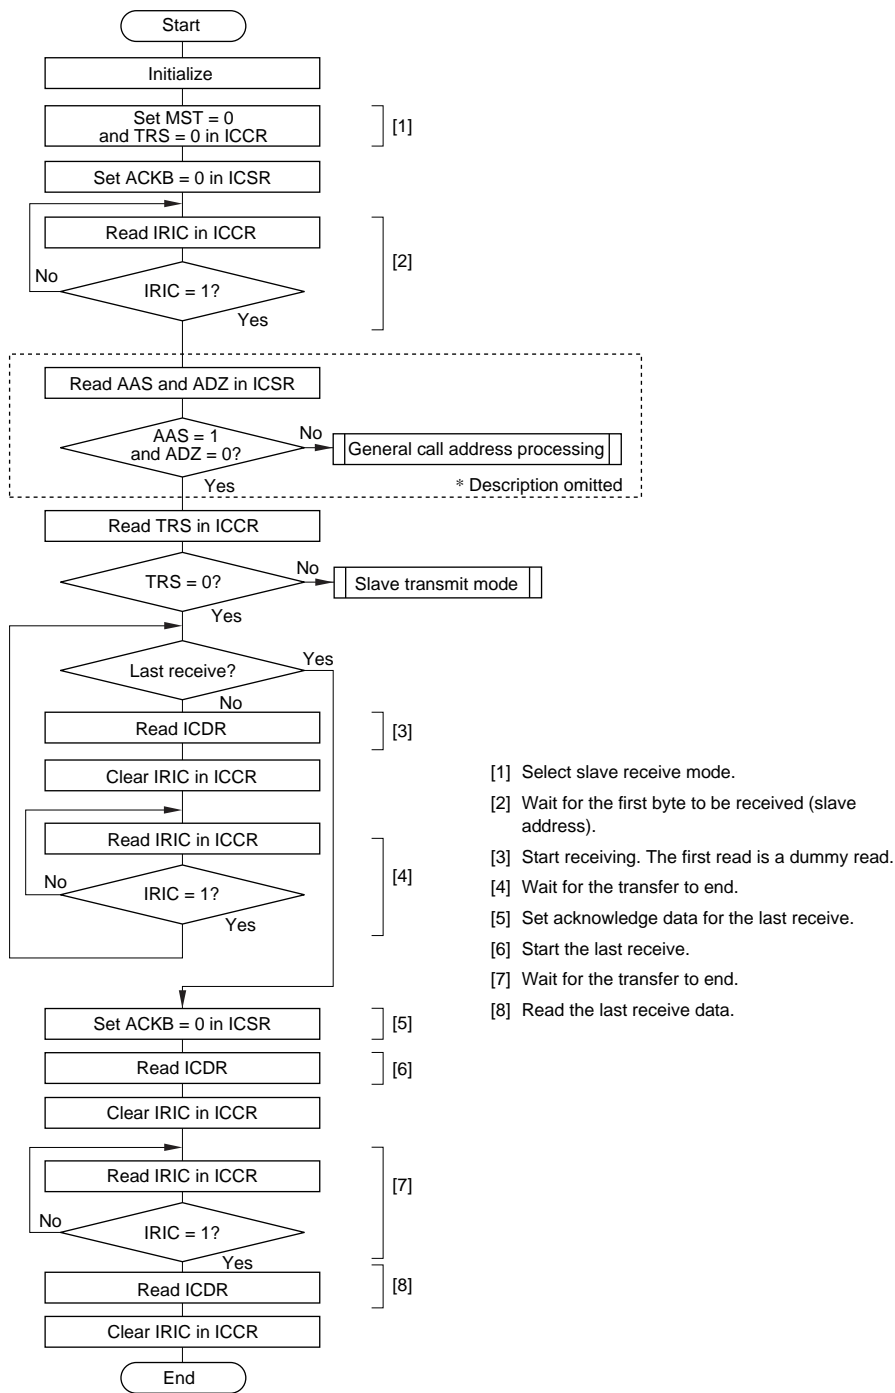 Start
Initialize
Set MST = 0
and TRS = 0 in ICCR
[1]
Set ACKB = 0 in ICSR
Read IRIC in ICCR
[2]
No
IRIC = 1?
Yes
Read AAS and ADZ in ICSR
AAS = 1
and ADZ = 0?
No
General call address processing
Yes
* Description omitted
Read TRS in ICCR
No
TRS = 0?
Slave transmit mode
Yes
Last receive?
Yes
No
Read ICDR
[3]
Clear IRIC in ICCR
Read IRIC in ICCR
[4]
No
IRIC = 1?
Yes
[1] Select slave receive mode.
[2] Wait for the first byte to be received (slave
address).
[3] Start receiving. The first read is a dummy read.
[4] Wait for the transfer to end.
[5] Set acknowledge data for the last receive.
[6] Start the last receive.
[7] Wait for the transfer to end.
[8] Read the last receive data.
Set ACKB = 0 in ICSR
[5]
Read ICDR
[6]
Clear IRIC in ICCR
Read IRIC in ICCR
[7]
No
IRIC = 1?
Yes
Read ICDR
[8]
Clear IRIC in ICCR
End